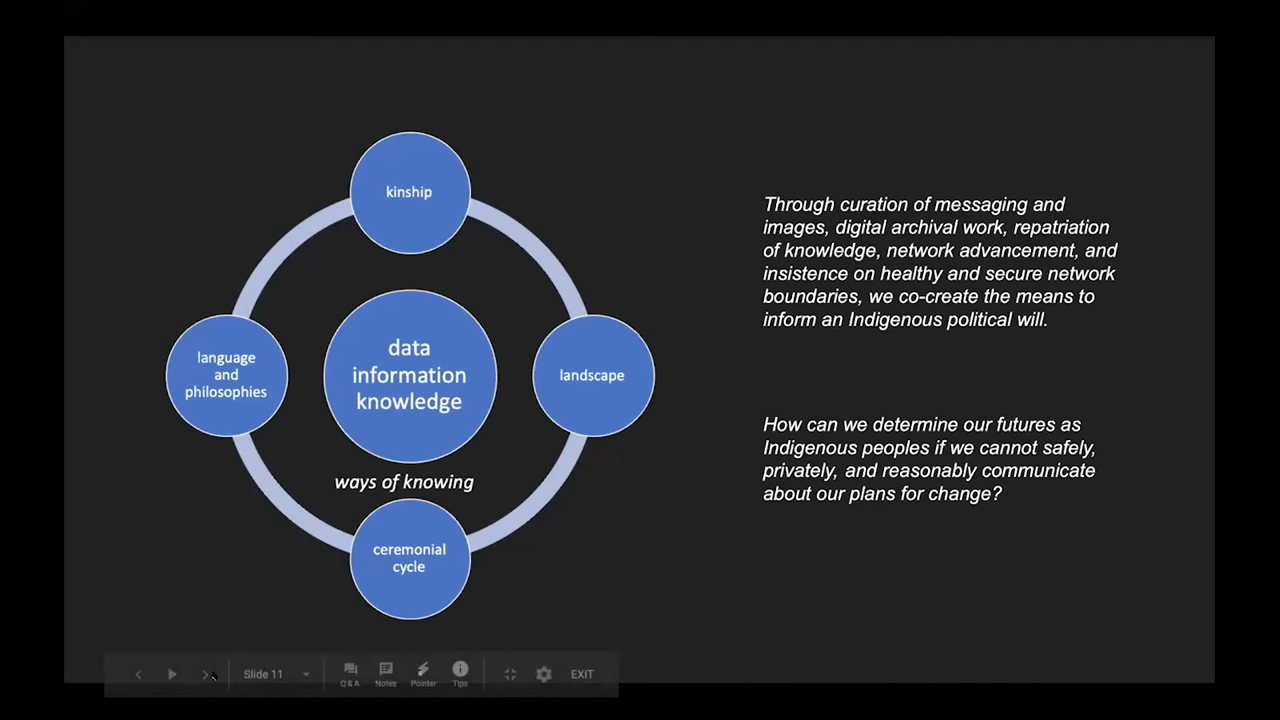 kinship
language
and
philosophies
data
information
knowledge
landscape
ways of knowing
ceremonial
cycle
Through curation of messaging and
images, digital archival work, repatriation
of knowledge, network advancement, and
insistence on healthy and secure network
boundaries, we co-create the means to
inform an Indigenous political will.
How can we determine our futures as
Indigenous peoples if we cannot safely,
privately, and reasonably communicate
about our plans for change?
Slide 11
Q & A
Notes
Pointer
Tips
EXIT